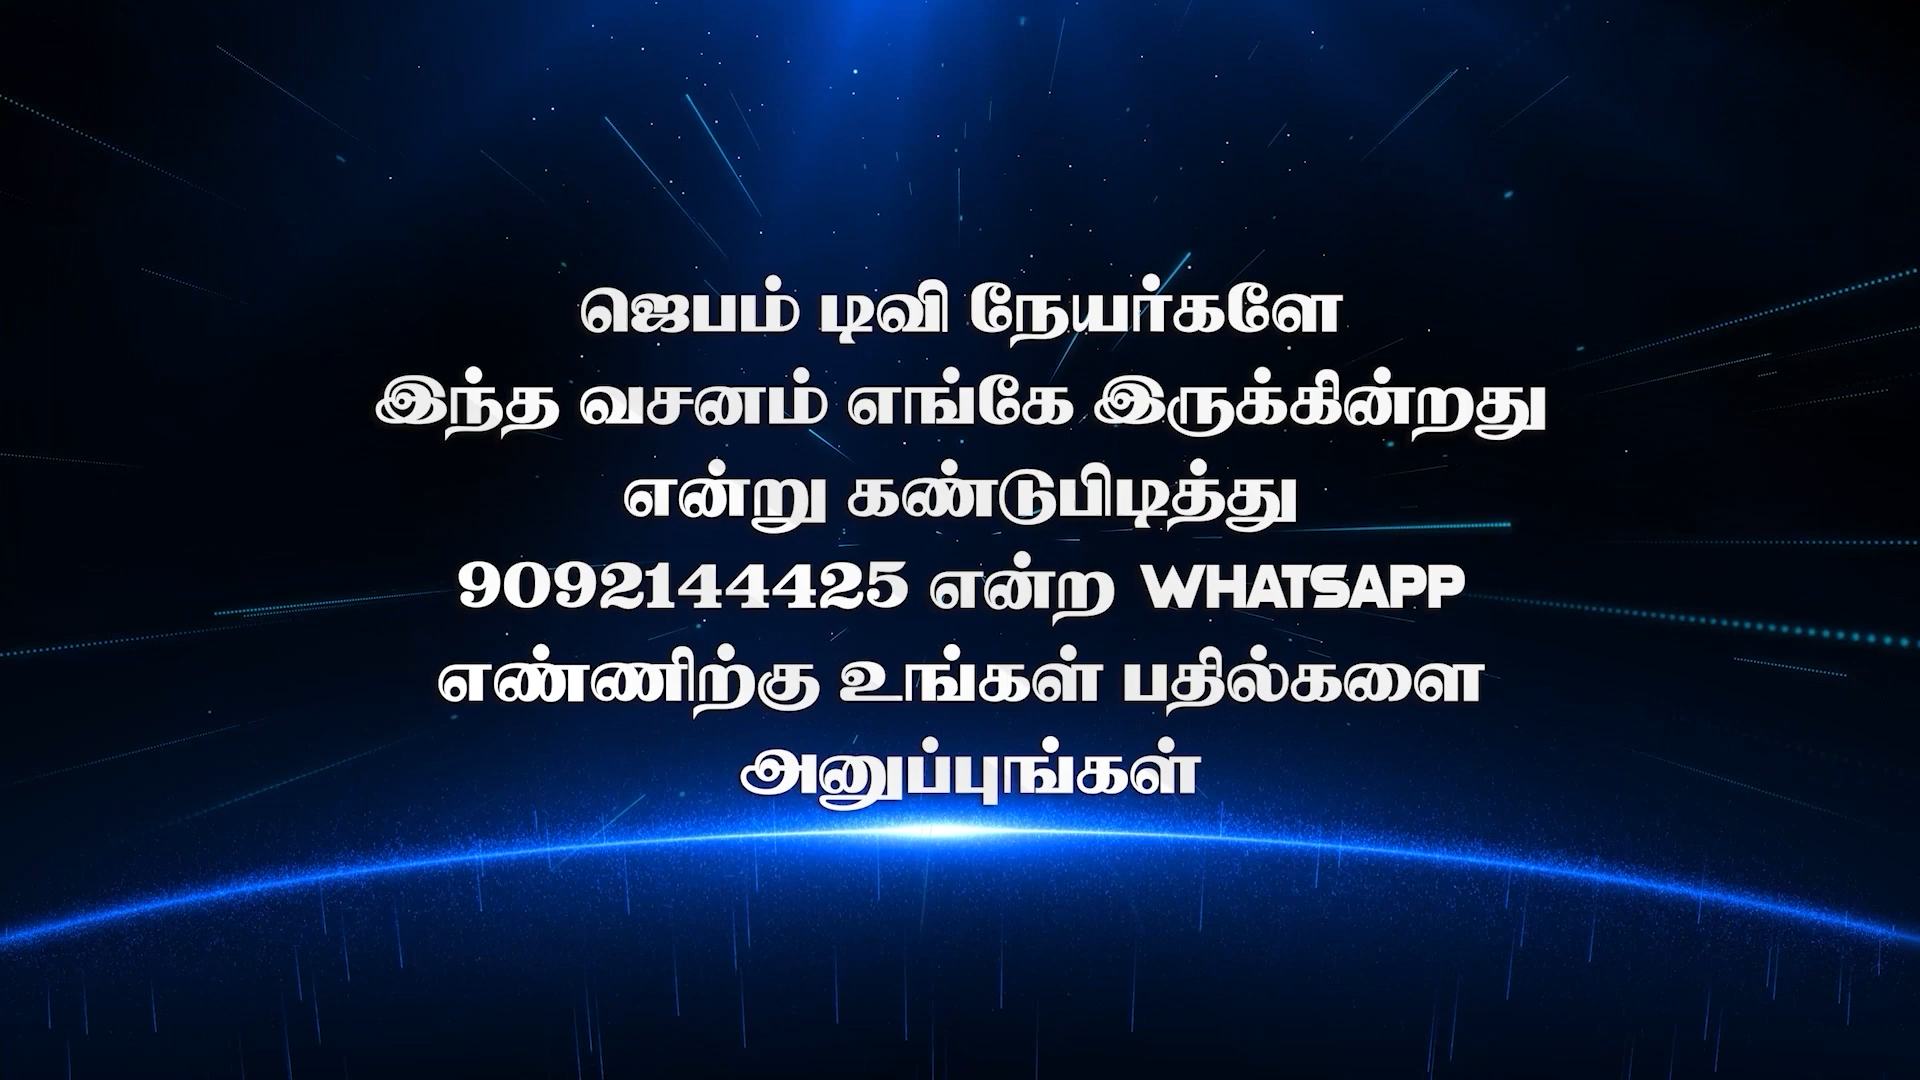 ஜெபம் டிவி நேயர்களே
இந்த வசனம் எங்கே இருக்கின்றது
என்று கண்டுபிடித்து
9092144425 என்ற WHATSAPP
எண்ணிற்கு உங்கள் பதில்களை
அனுப்புங்கள்